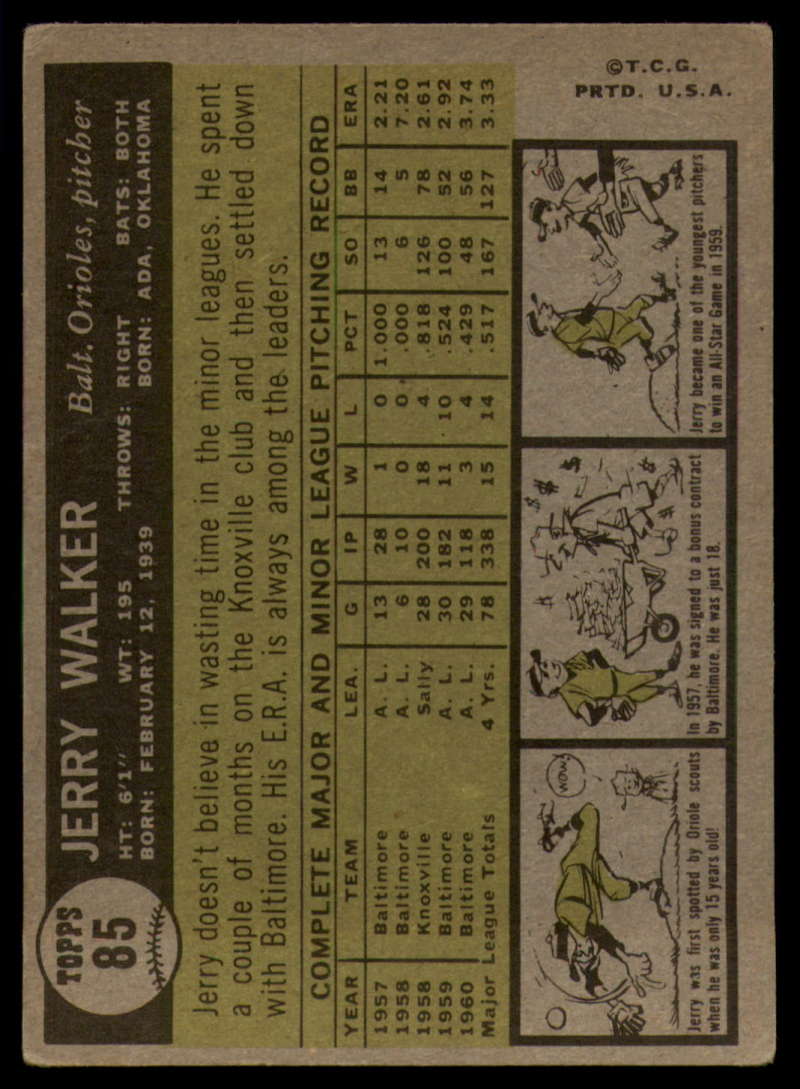 TOPPS
85
JERRY WALKER
Balt. Orioles, pitcher
HT: 6'1" WT: 195 THROWS: RIGHT BATS: BOTH
BORN: FEBRUARY 12, 1939 BORN: ADA, OKLAHOMA
Jerry doesn't believe in wasting time in the minor leagues. He spent
a couple of months on the Knoxville club and then settled down
with Baltimore. His E.R.A. is always among the leaders.
COMPLETE MAJOR AND MINOR LEAGUE PITCHING RECORD
YEAR TEAM LEA. G IP W L PCT SO BB ERA
1957 Baltimore A. L. 13 28 1 0 1.000 13 14 2.21
1958 Baltimore A. L. 6 10 0 0 .000 6 5 7.20
1958 Knoxville Sally 28 200 18 4 .818 126 78 2.61
1959 Baltimore A. L. 30 182 11 10 .524 100 52 2.92
1960 Baltimore A. L. 29 118 3 4 .429 48 56 3.74
Major League Totals 4 Yrs. 78 338 15 14 .517 167 127 3.33
WOW!
Jerry was first spotted by Oriole scouts
when he was only 15 years old!
$ $ $ $ $
In 1957, he was signed to a bonus contract
by Baltimore. He was just 18.
Jerry became one of the youngest pitchers
to win an All-Star Game in 1959.
©T.C.G.
PRTD. U.S.A.